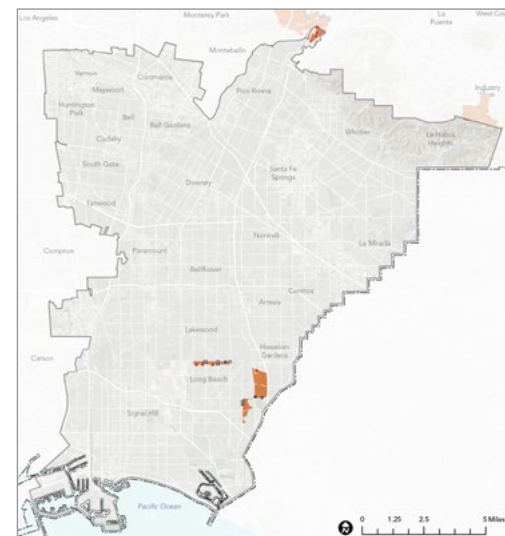 Los Angeles
Monterey Park
La
Puente
West Co
Montebello
Vernon
Commerce
Maywood
Pico Rivera
Industry
Huntington
Park
Bell
Bell Gardens
Cudahy
Whittier
La Habra
Heights
South Gate
Downey
Santa Fe
Springs
Lynwood
Compton
Paramount
Norwalk
La Mirada
Bellflower
Cerritos
Artesia
Lakewood
Hawaiian
Gardens
Carson
Long Beach
Signal Hill
Pacific Ocean
N
0 1.25 2.5 5 Miles